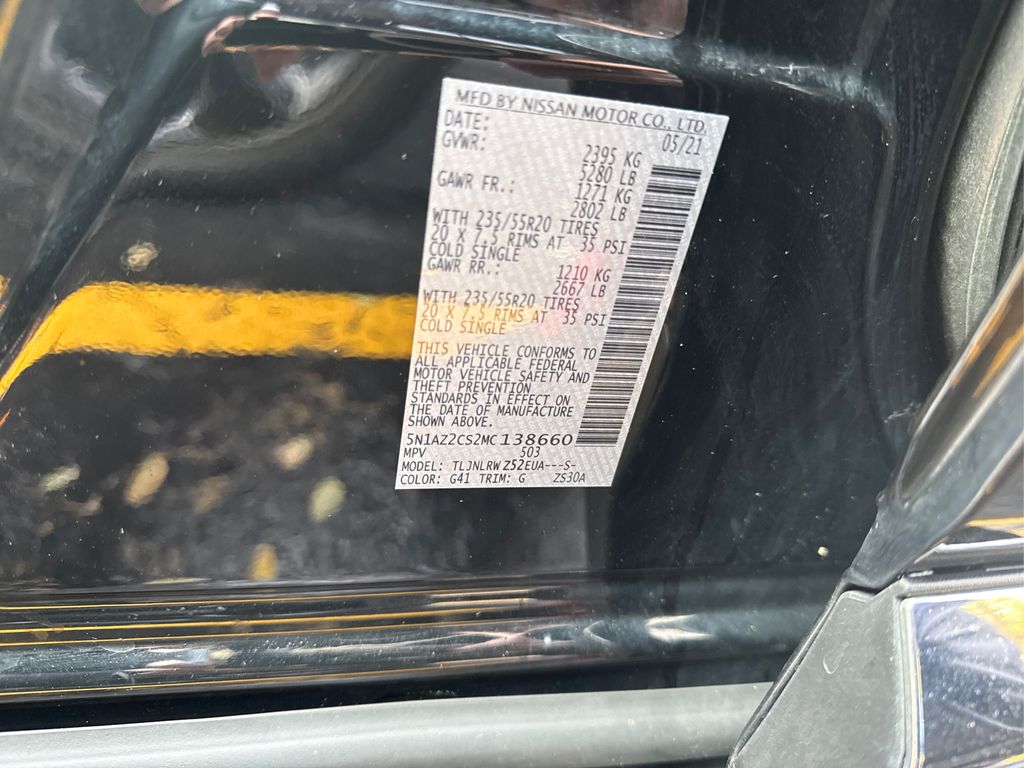 MFD BY NISSAN MOTOR CO., LTD.
DATE: 05/21
GVWR: 2395 KG
5280 LB
GAWR FR.: 1271 KG
2802 LB
WITH 235/55R20 TIRES
20 X 7.5 RIMS AT 35 PSI
COLD SINGLE
GAWR RR.: 1210 KG
2667 LB
WITH 235/55R20 TIRES
20 X 7.5 RIMS AT 35 PSI
COLD SINGLE
THIS VEHICLE CONFORMS TO
ALL APPLICABLE FEDERAL
MOTOR VEHICLE SAFETY AND
THEFT PREVENTION
STANDARDS IN EFFECT ON
THE DATE OF MANUFACTURE
SHOWN ABOVE.
5N1AZ2CS2MC138660
MPV 503
MODEL: TLJNLRWZ52EUA---S-
COLOR: G41 TRIM: G ZS30A